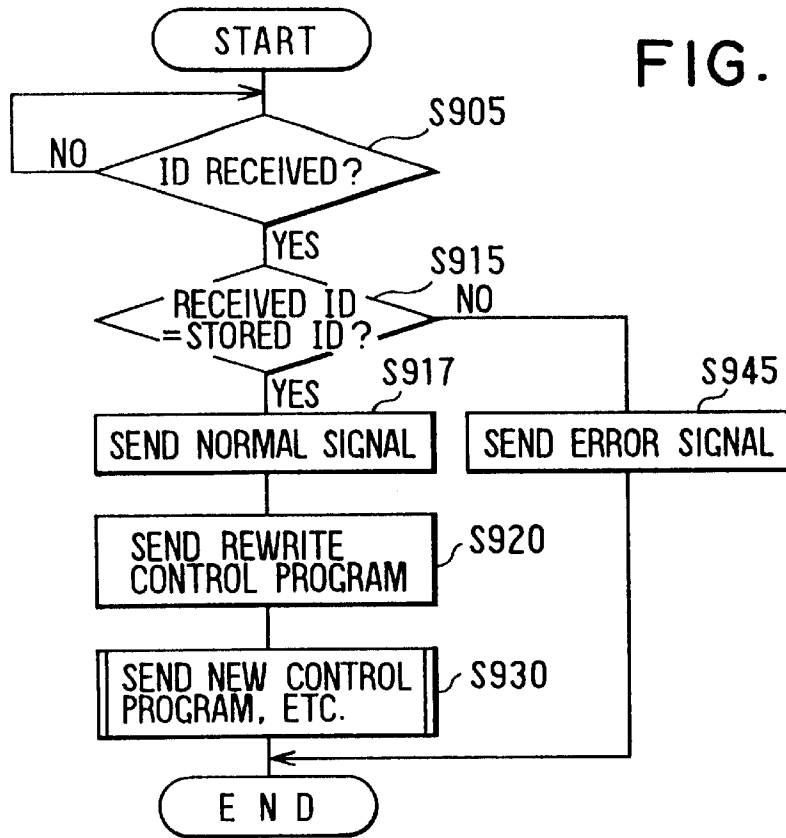 START
FIG.
S905
NO
ID RECEIVED?
YES
S915
RECEIVED ID
=STORED ID?
NO
YES
S917
SEND NORMAL SIGNAL
S945
SEND ERROR SIGNAL
SEND REWRITE
CONTROL PROGRAM
S920
SEND NEW CONTROL
PROGRAM, ETC.
S930
END